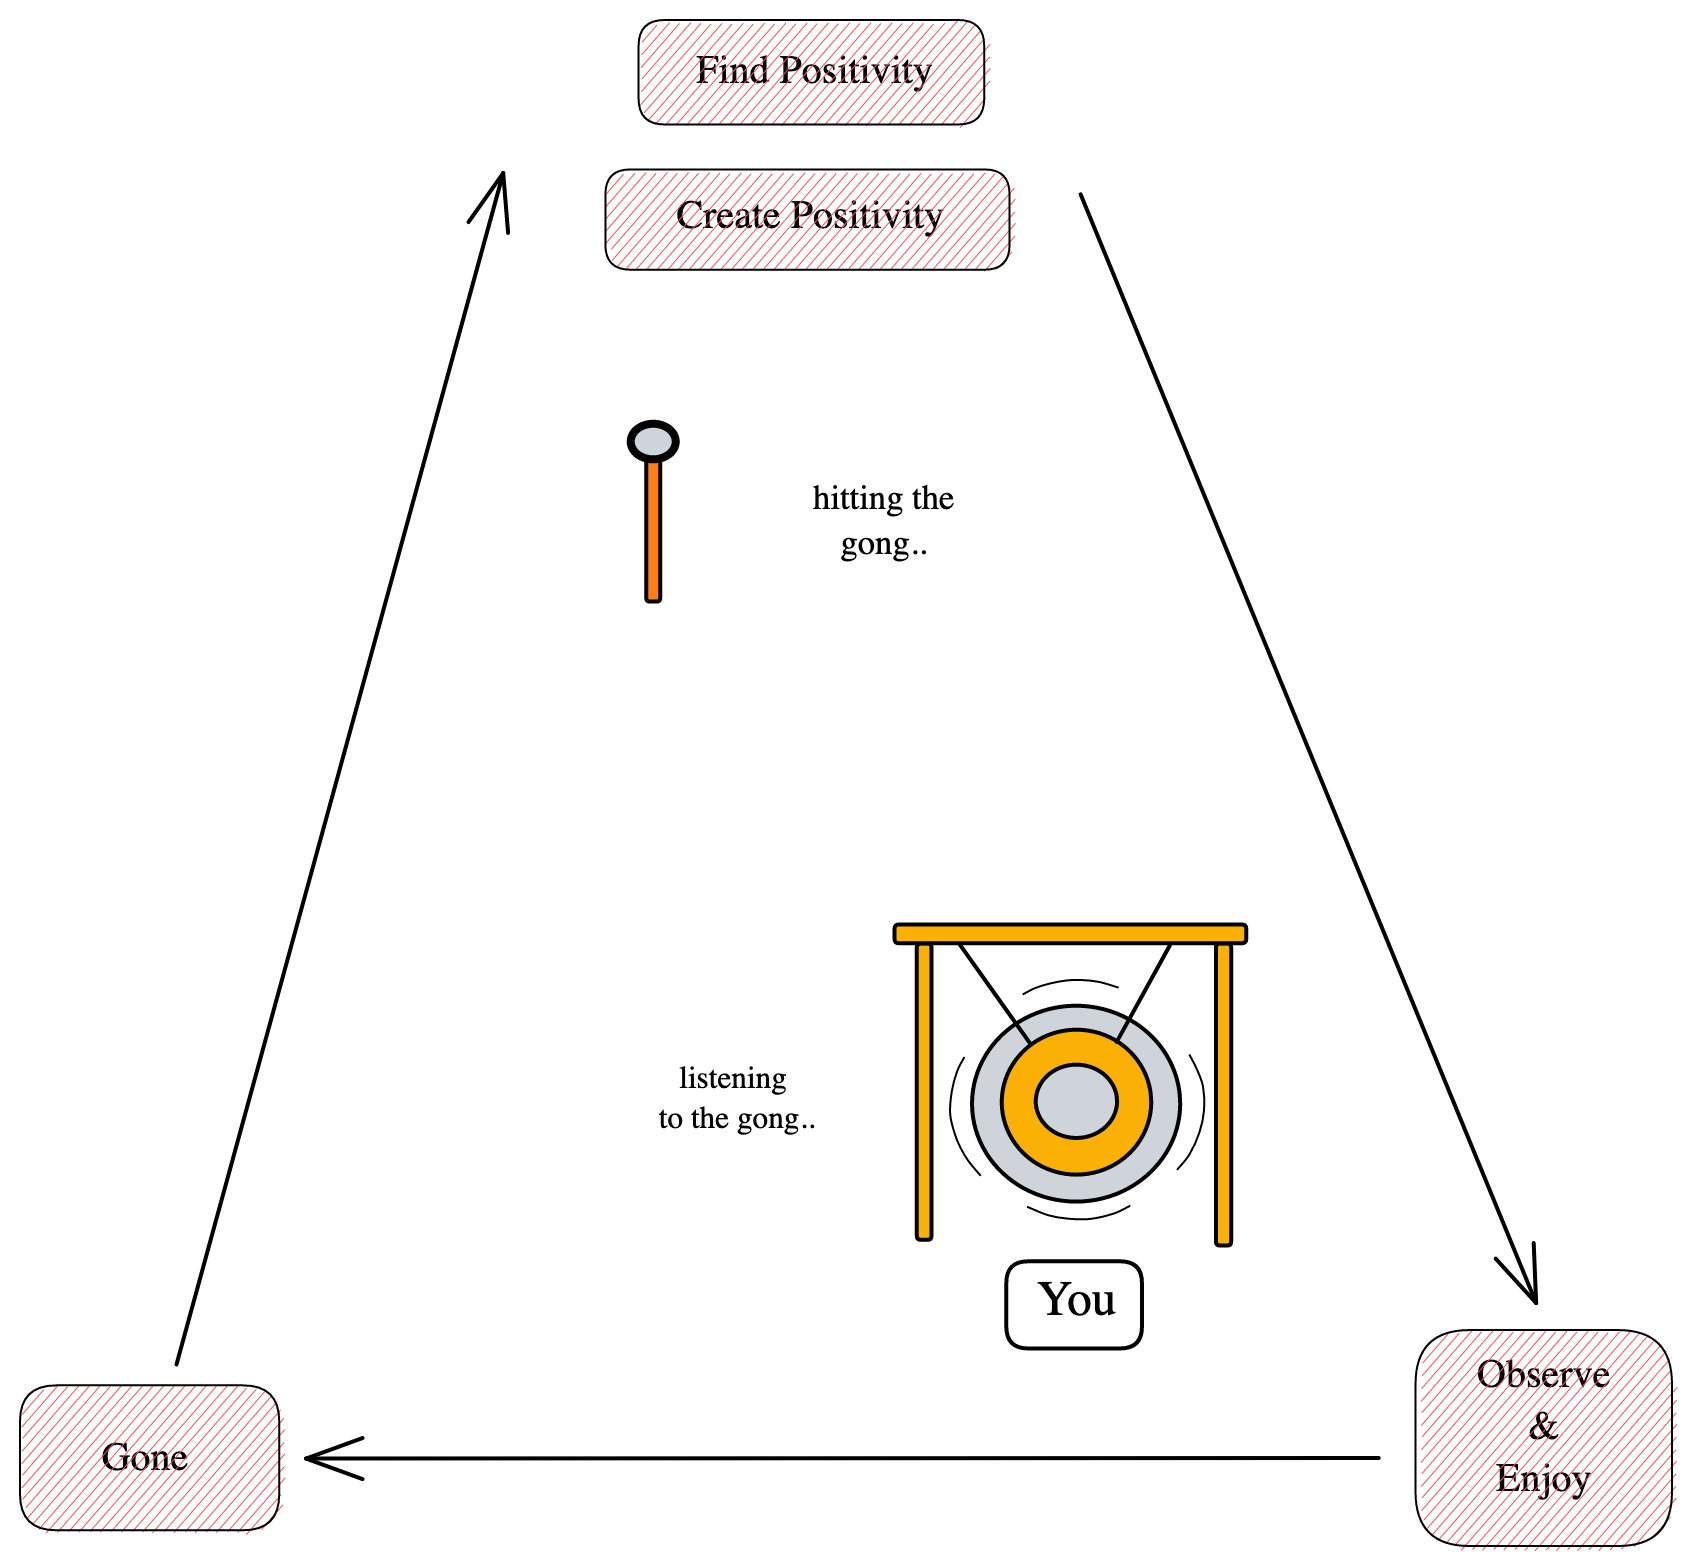 Find Positivity
Create Positivity
hitting the
gong..
listening
to the gong..
You
Observe
&
Enjoy
Gone